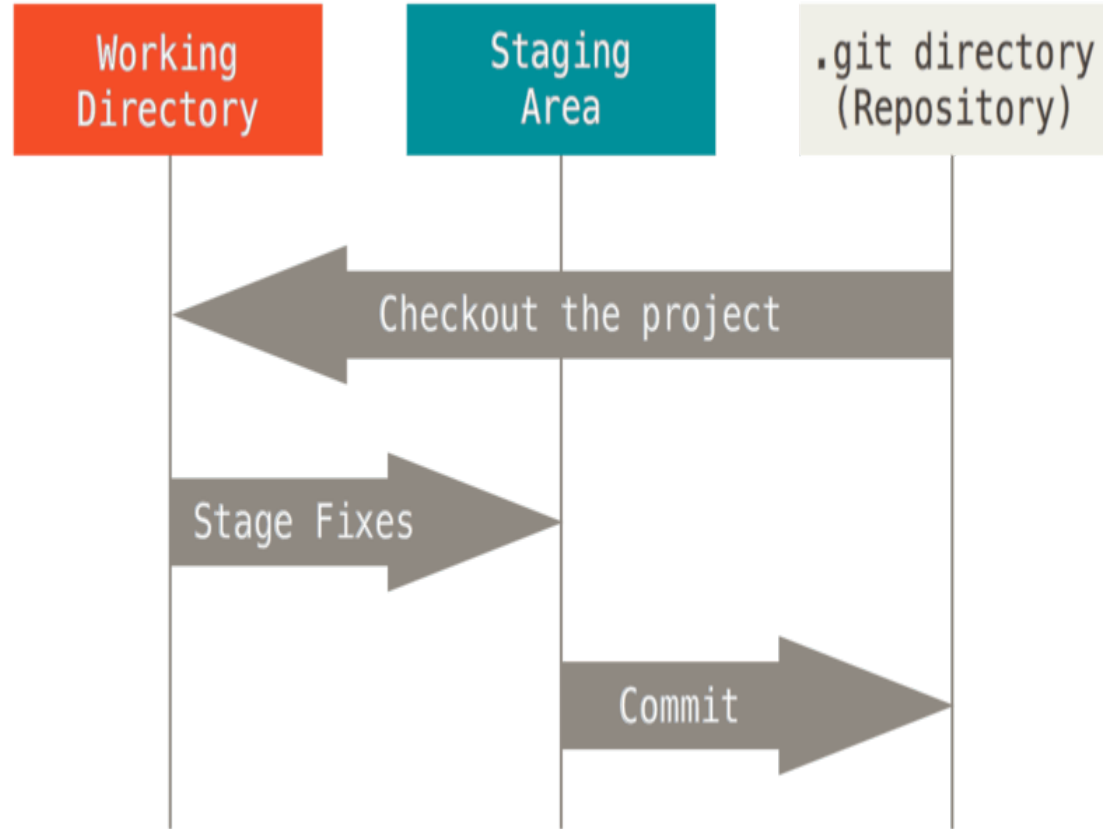 Working
Directory
Staging
Area
.git directory
(Repository)
Checkout the project
Stage Fixes
Commit